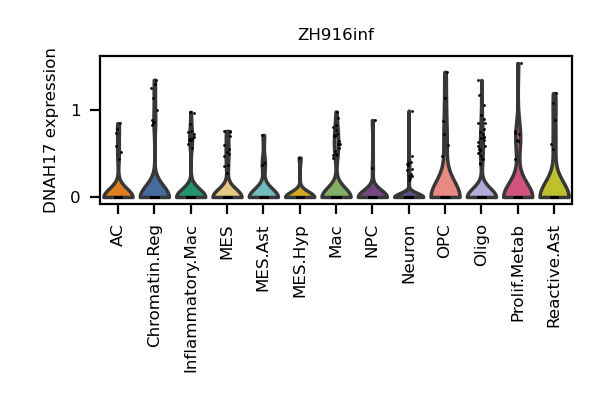 ZH916inf
DNAH17 expression
1
0
AC
Chromatin.Reg
Inflammatory.Mac
MES
MES.Ast
MES.Hyp
Mac
NPC
Neuron
OPC
Oligo
Prolif.Metab
Reactive.Ast